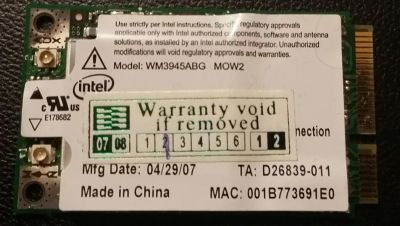 Use strictly per Intel instructions. Specific regulatory approvals
applicable only with Intel authorized components, software and antenna
solutions, as installed by an Intel authorized integrator. Unauthorized
modifications will void regulatory approvals and warranty.
Model: WM3945ABG MOW2
intel
c UL us
E178682
Warranty void
if removed
nection
07 08 1 2 3 4 5 6 1 2
Mfg Date: 04/29/07
TA: D26839-011
Made in China
MAC: 001B773691E0